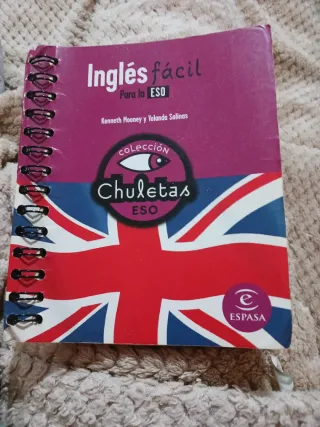 Inglés fácil
Para la ESO
Kenneth Mooney y Yolanda Salinas
COLECCIÓN
Chuletas
ESO
e
ESPASA